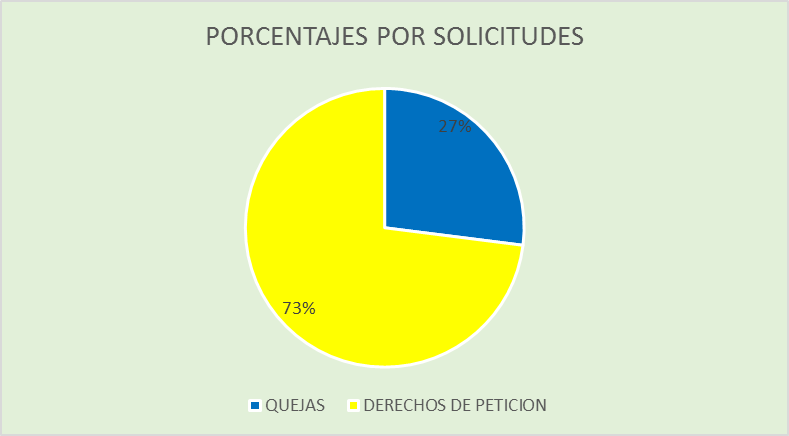 PORCENTAJES POR SOLICITUDES
27%
73%
QUEJAS
DERECHOS DE PETICION